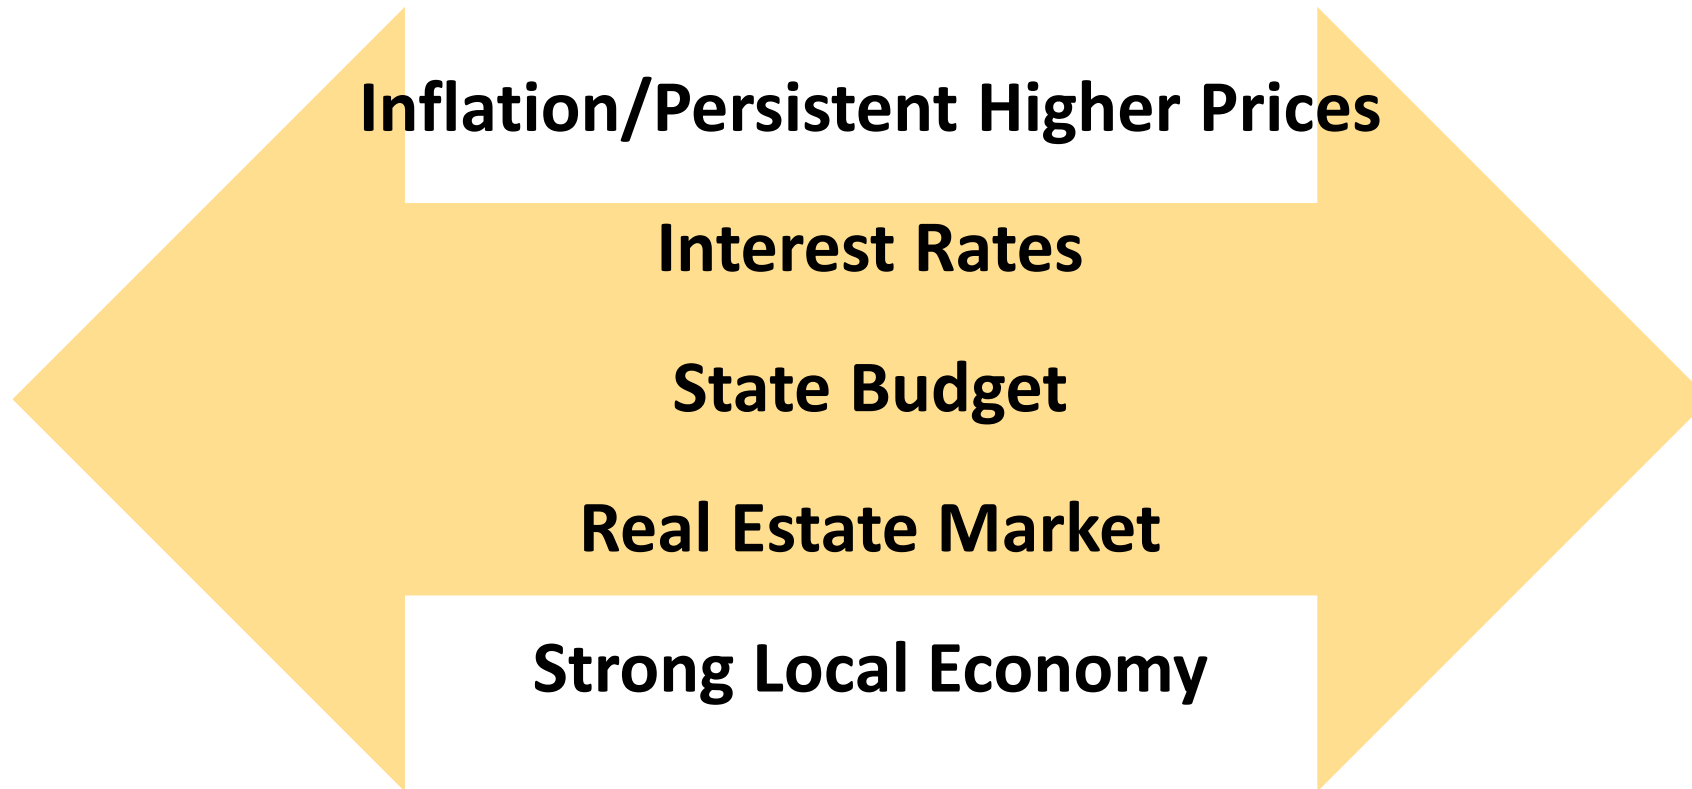 Inflation/Persistent Higher Prices
Interest Rates
State Budget
Real Estate Market
Strong Local Economy